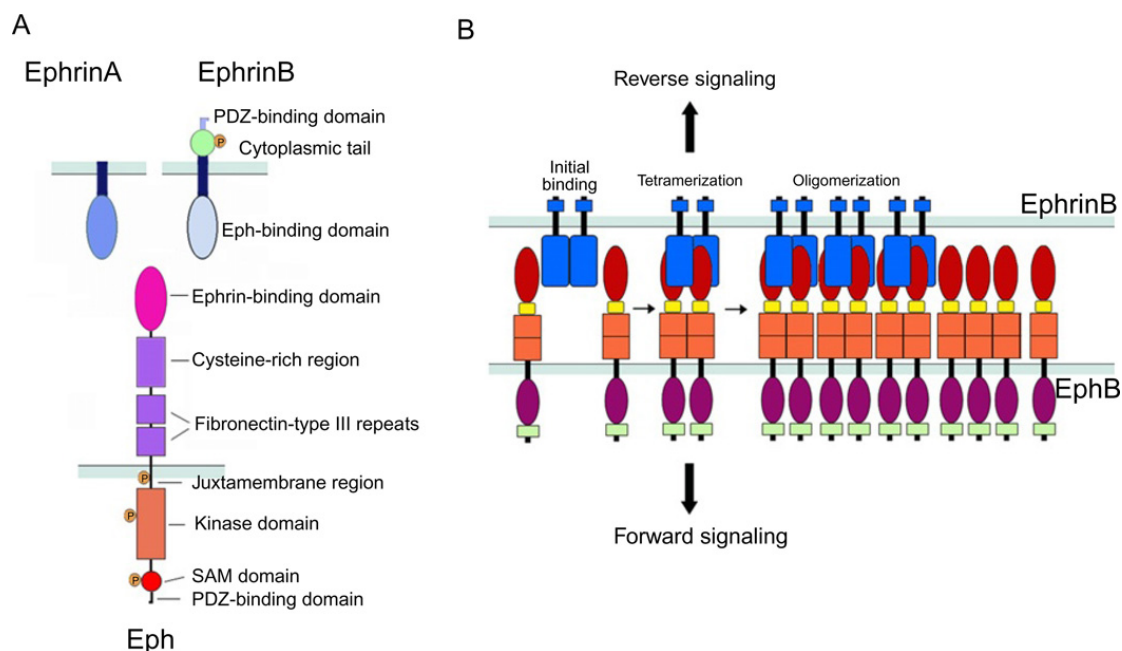 A
EphrinA
EphrinB
PDZ-binding domain
P
Cytoplasmic tail
Eph-binding domain
Ephrin-binding domain
Cysteine-rich region
Fibronectin-type III repeats
P
Juxtamembrane region
P
Kinase domain
P
SAM domain
PDZ-binding domain
Eph
B
Reverse signaling
Initial
binding
Tetramerization
Oligomerization
EphrinB
EphB
Forward signaling